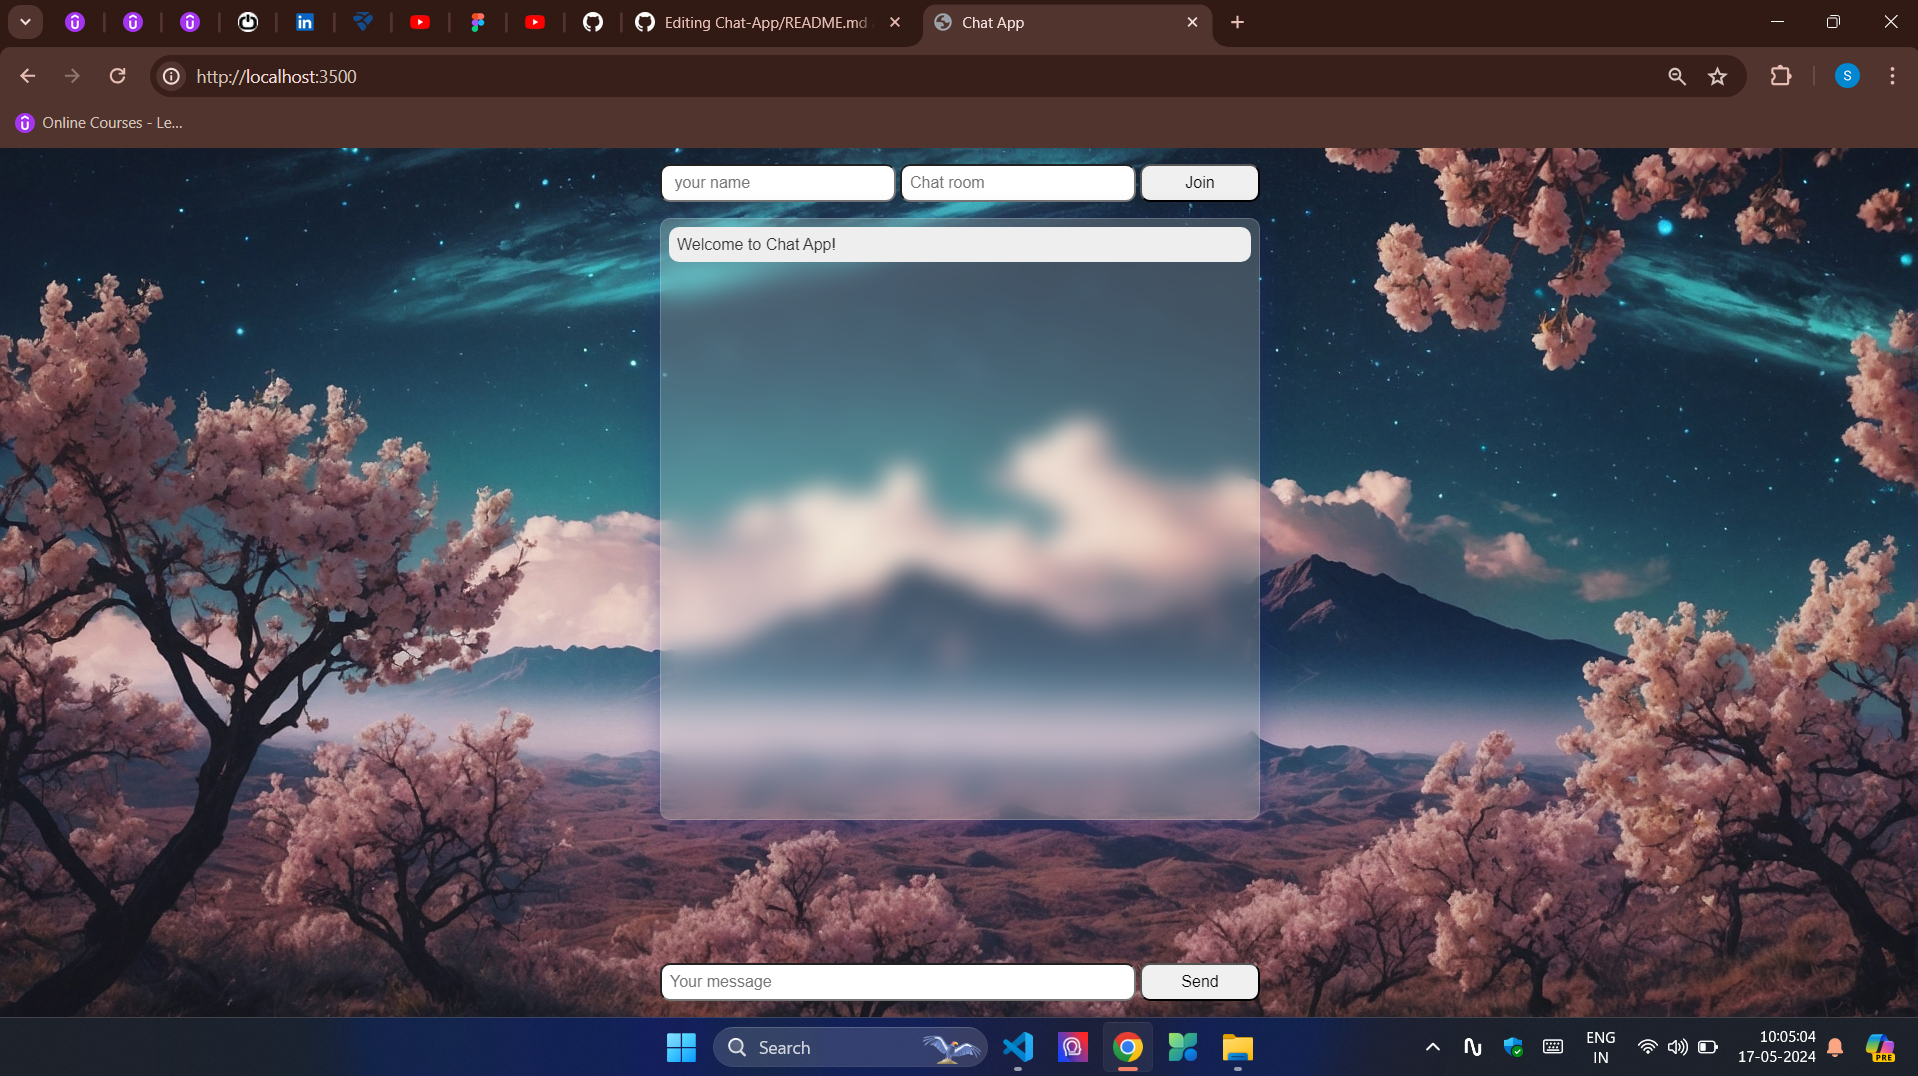 Editing Chat-App/README.md
Chat App
http://localhost:3500
S
Online Courses - Le...
your name
Chat room
Join
Welcome to Chat App!
Your message
Send
Search
ENG
IN
10:05:04
17-05-2024
PRE